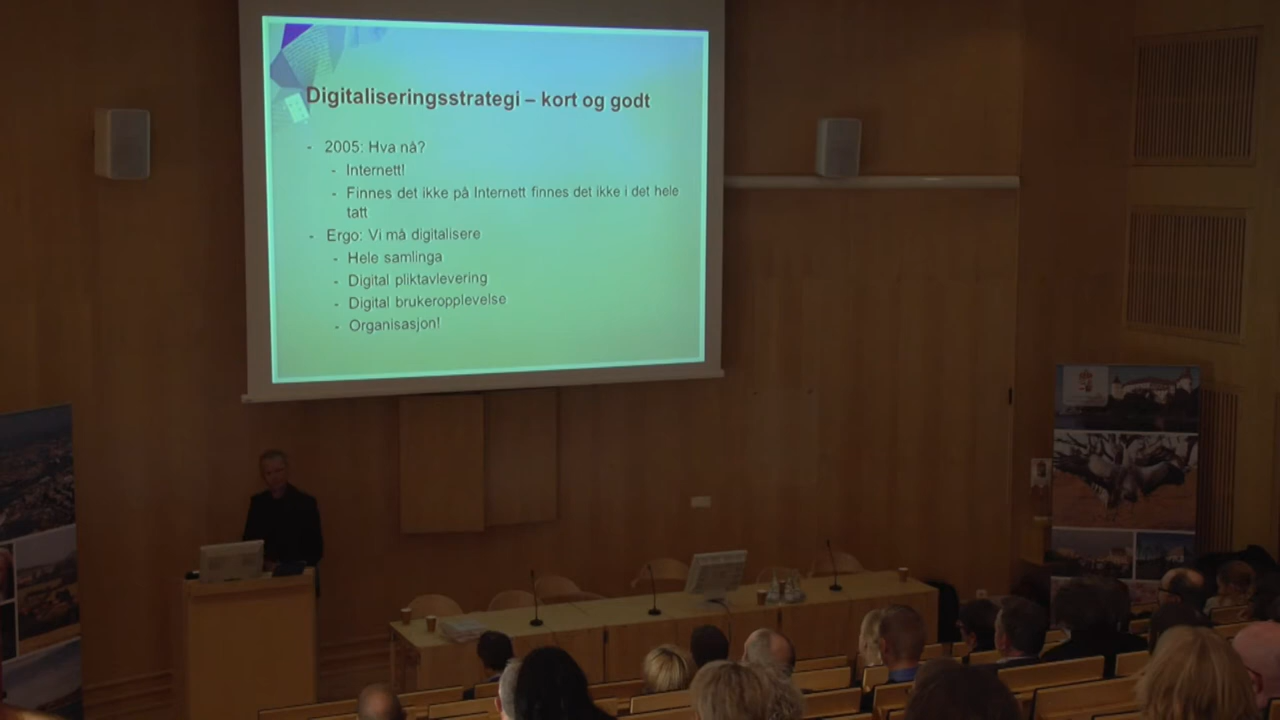 Digitaliseringsstrategi – kort og godt
- 2005: Hva nå?
- Internett!
- Finnes det ikke på Internett finnes det ikke i det hele
tatt
- Ergo: Vi må digitalisere
- Hele samlinga
- Digital pliktavlevering
- Digital brukeropplevelse
- Organisasjon!